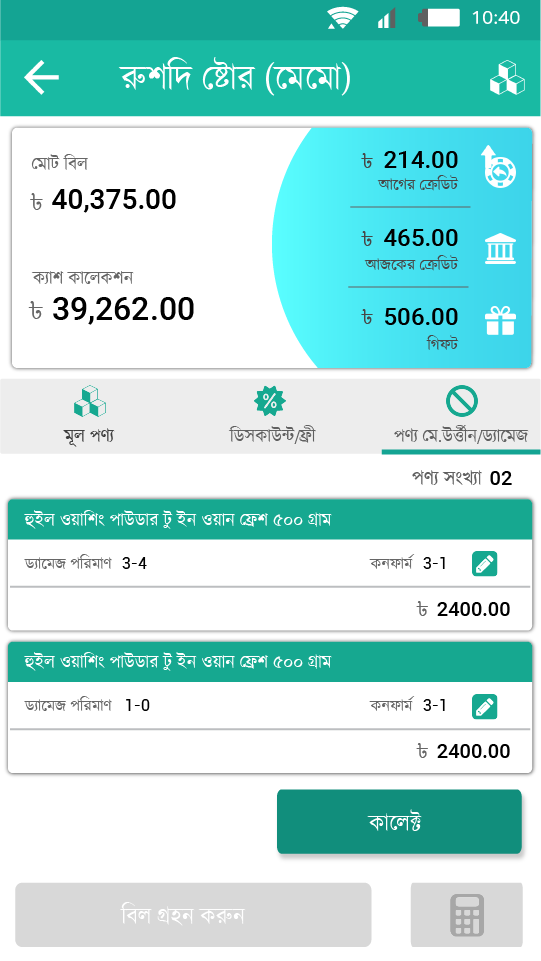 10:40
রুশদি ষ্টোর (মেমো)
মোট বিল
৳ 40,375.00
ক্যাশ কালেকশন
৳ 39,262.00
৳ 214.00
আগের ক্রেডিট
৳ 465.00
আজকের ক্রেডিট
৳ 506.00
গিফট
মূল পণ্য
%
ডিসকাউন্ট/ফ্রী
পণ্য মে.উর্ত্তীন/ড্যামেজ
পণ্য সংখ্যা 02
হুইল ওয়াশিং পাউডার টু ইন ওয়ান ফ্রেশ ৫০০ গ্রাম
ড্যামেজ পরিমাণ 3-4 কনফার্ম 3-1
৳ 2400.00
হুইল ওয়াশিং পাউডার টু ইন ওয়ান ফ্রেশ ৫০০ গ্রাম
ড্যামেজ পরিমাণ 1-0 কনফার্ম 3-1
৳ 2400.00
কালেক্ট
বিল গ্রহন করুন